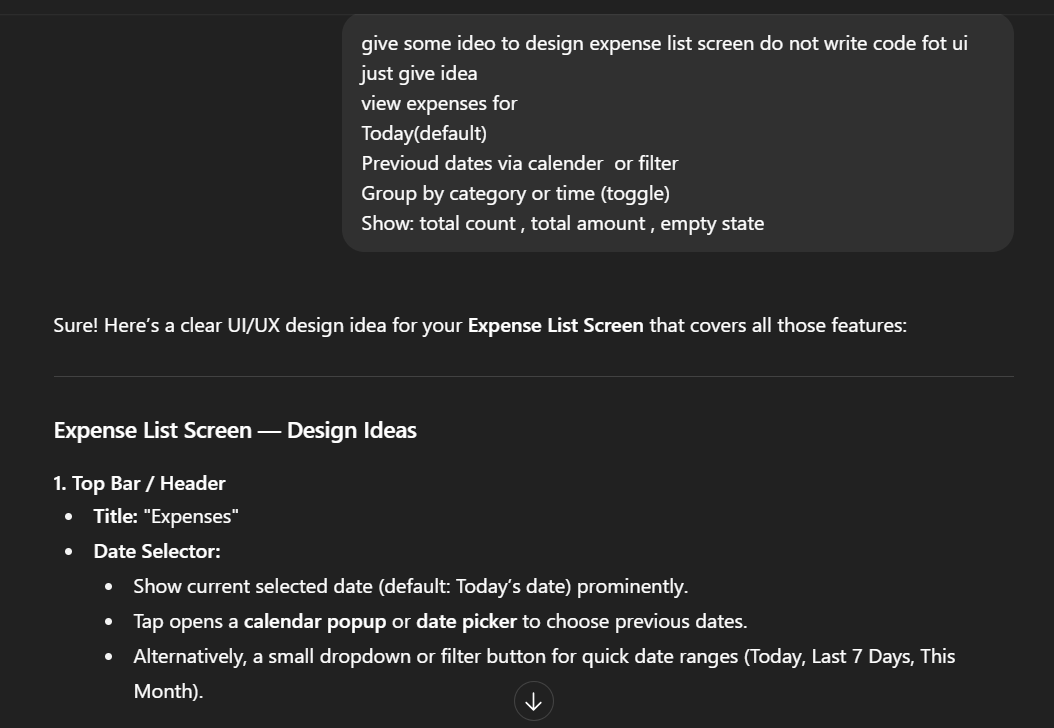 give some ideo to design expense list screen do not write code fot ui
just give idea
view expenses for
Today(default)
Previoud dates via calender  or filter
Group by category or time (toggle)
Show: total count , total amount , empty state
Sure! Here’s a clear UI/UX design idea for your Expense List Screen that covers all those features:
Expense List Screen — Design Ideas
1. Top Bar / Header
• Title: "Expenses"
• Date Selector:
• Show current selected date (default: Today’s date) prominently.
• Tap opens a calendar popup or date picker to choose previous dates.
• Alternatively, a small dropdown or filter button for quick date ranges (Today, Last 7 Days, This
Month).